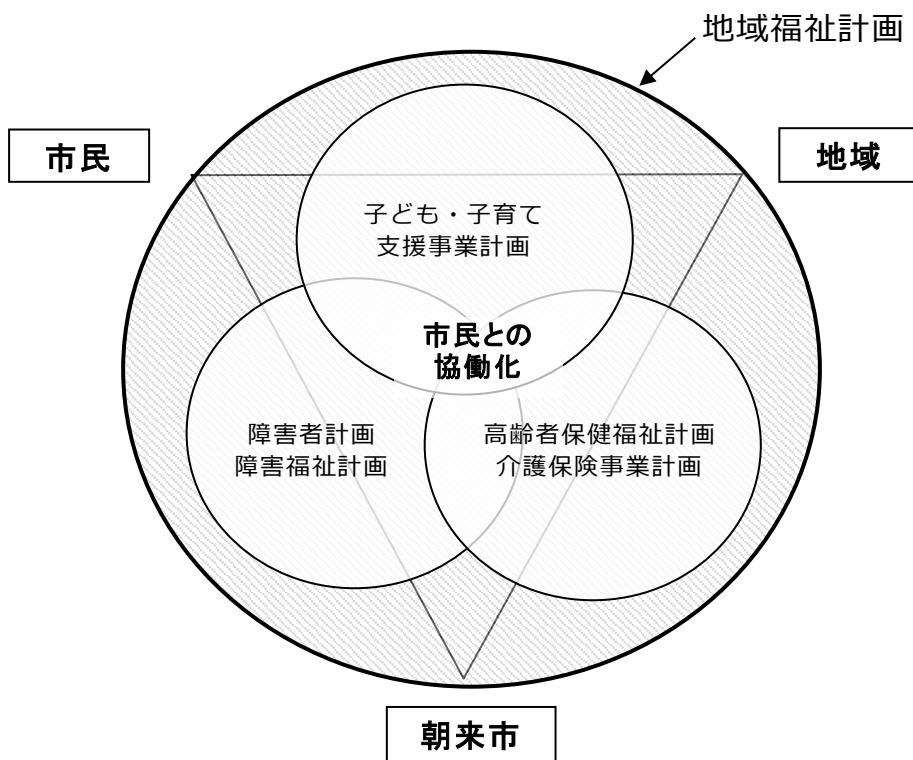 地域福祉計画
市民
地域
子ども・子育て
支援事業計画
市民との
協働化
障害者計画
障害福祉計画
高齢者保健福祉計画
介護保険事業計画
朝来市